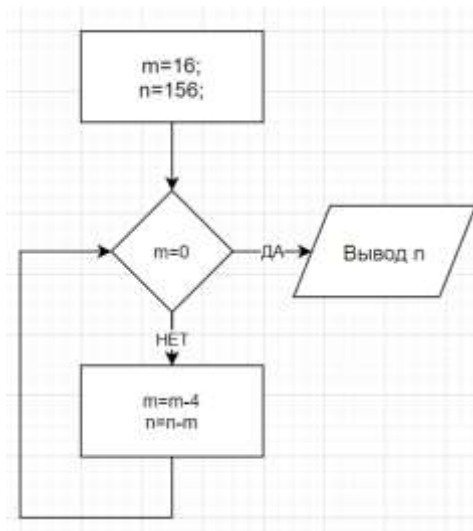 m=16;
n=156;
m=0
ДА
Вывод n
НЕТ
m=m-4
n=n-m